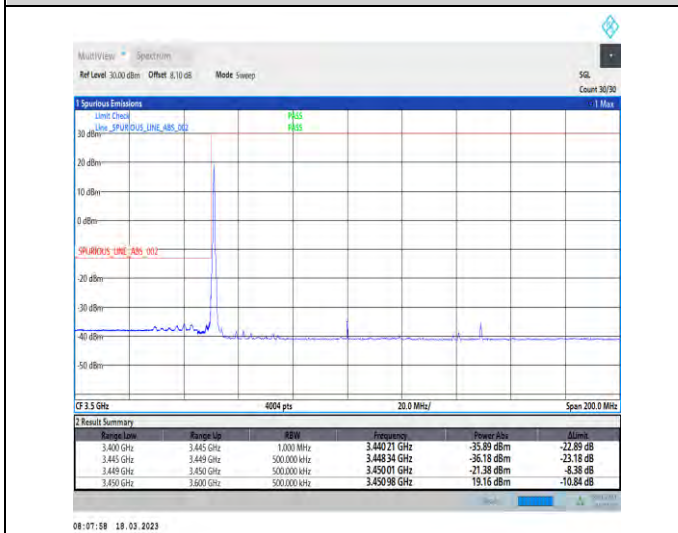 MultiView Spectrum
Ref Level 30.00 dBm Offset 8.10 dB Mode Sweep SGL
Count 30/30
1 Spurious Emissions 1 Max
Limit Check PASS
Line _SPURIOUS_LINE_ABS_002 PASS
30 dBm
20 dBm
10 dBm
0 dBm
_SPURIOUS_LINE_ABS_002
-20 dBm
-30 dBm
-40 dBm
-50 dBm
CF 3.5 GHz 4004 pts 20.0 MHz/ Span 200.0 MHz
2 Result Summary
Range Low Range Up RBW Frequency Power Abs ΔLimit
3.400 GHz 3.445 GHz 1.000 MHz 3.440 21 GHz -35.89 dBm -22.89 dB
3.445 GHz 3.449 GHz 500.000 kHz 3.448 34 GHz -36.18 dBm -23.18 dB
3.449 GHz 3.450 GHz 500.000 kHz 3.450 01 GHz -21.38 dBm -8.38 dB
3.450 GHz 3.600 GHz 500.000 kHz 3.450 98 GHz 19.16 dBm -10.84 dB
08:07:58 18.03.2023